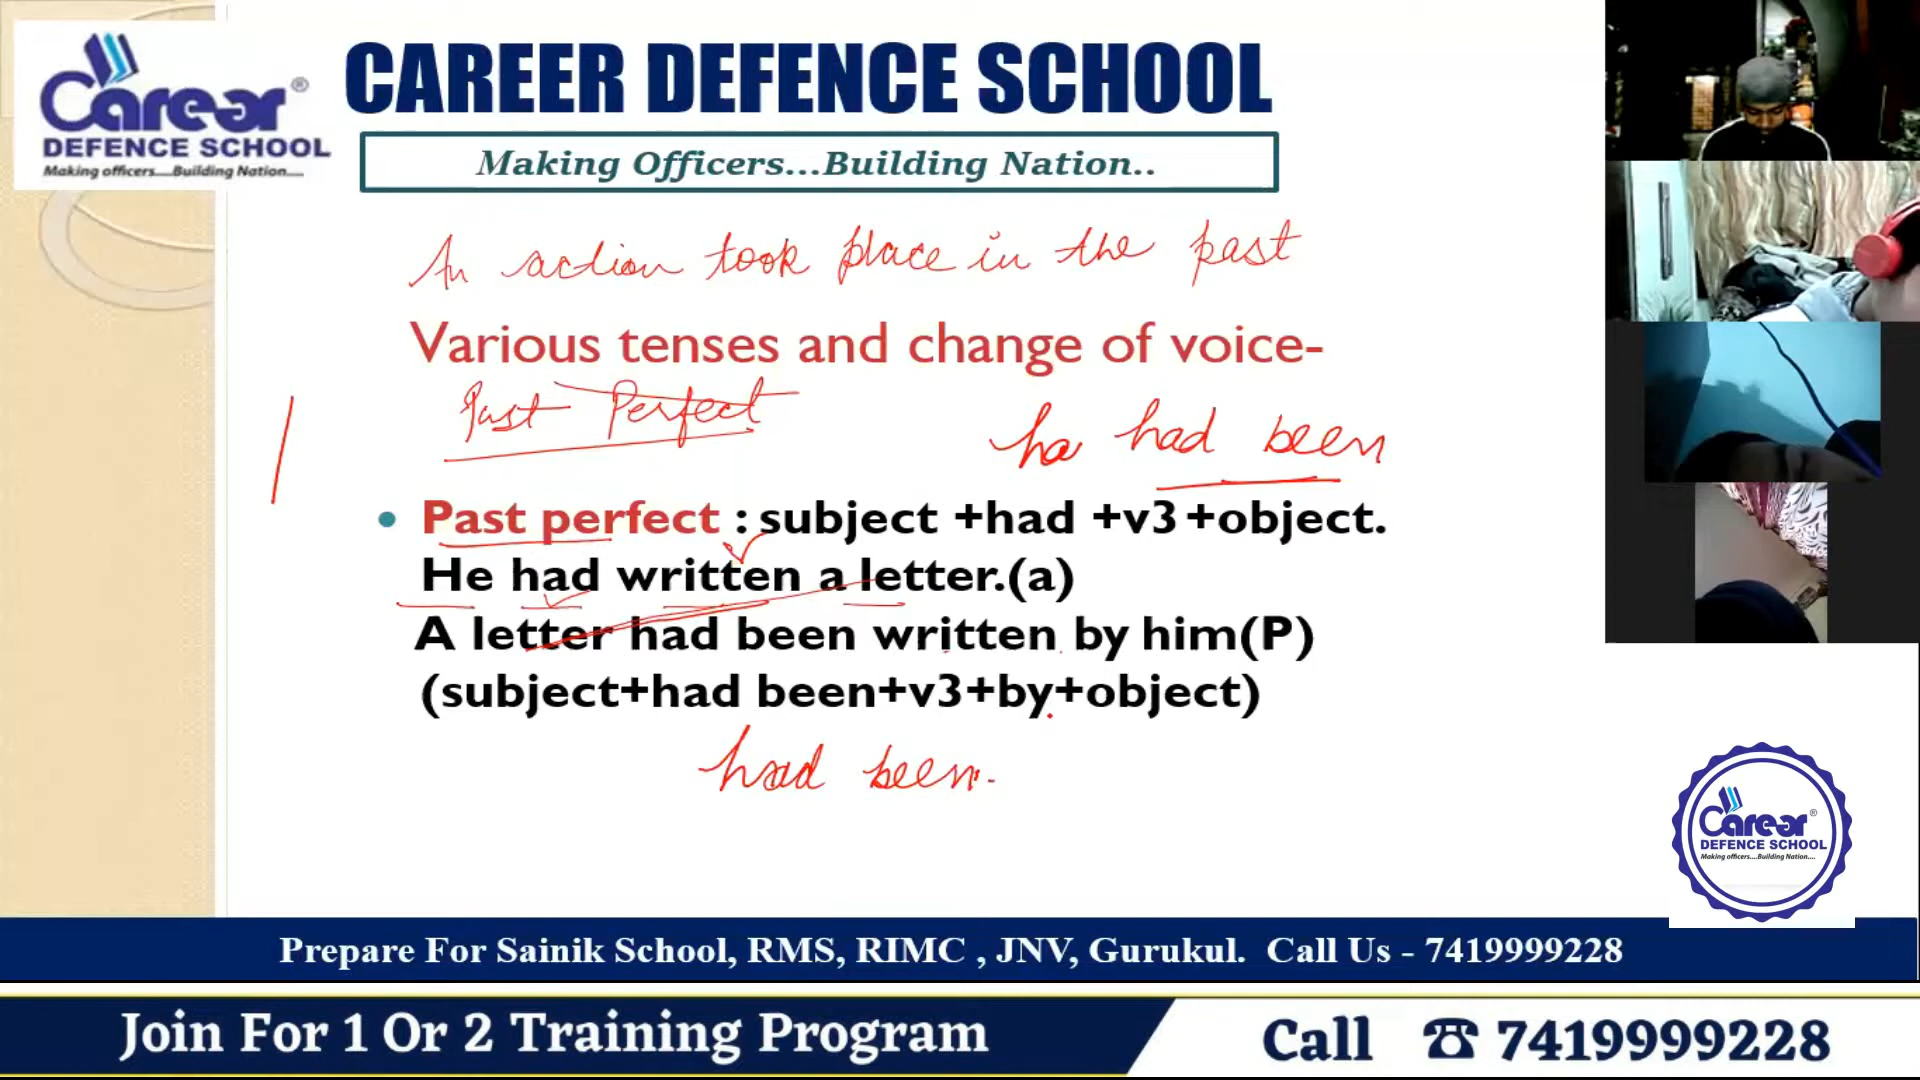 Career®
DEFENCE SCHOOL
Making officers....Building Nation....
CAREER DEFENCE SCHOOL
Making Officers...Building Nation..
An action took place in the past
Various tenses and change of voice-
Past Perfect
ha had been
• Past perfect : subject +had +v3+object.
He had written a letter.(a)
A letter had been written by him(P)
(subject+had been+v3+by+object)
had been.
Career®
DEFENCE SCHOOL
Making officers....Building Nation....
Prepare For Sainik School, RMS, RIMC , JNV, Gurukul. Call Us - 7419999228
Join For 1 Or 2 Training Program Call ☎ 7419999228